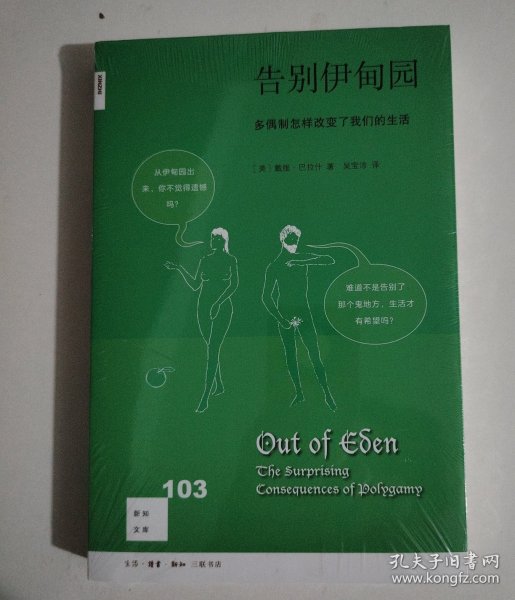 XINZHI
告别伊甸园
多偶制怎样改变了我们的生活
［美］戴维·巴拉什 著 吴宝沛 译
从伊甸园出
来，你不觉得遗憾
吗？
难道不是告别了
那个鬼地方，生活才
有希望吗？
Out of Eden
The Surprising
Consequences of Polygamy
103
新知
文库
生活·讀書·新知 三联书店
孔夫子旧书网
www.kongfz.com